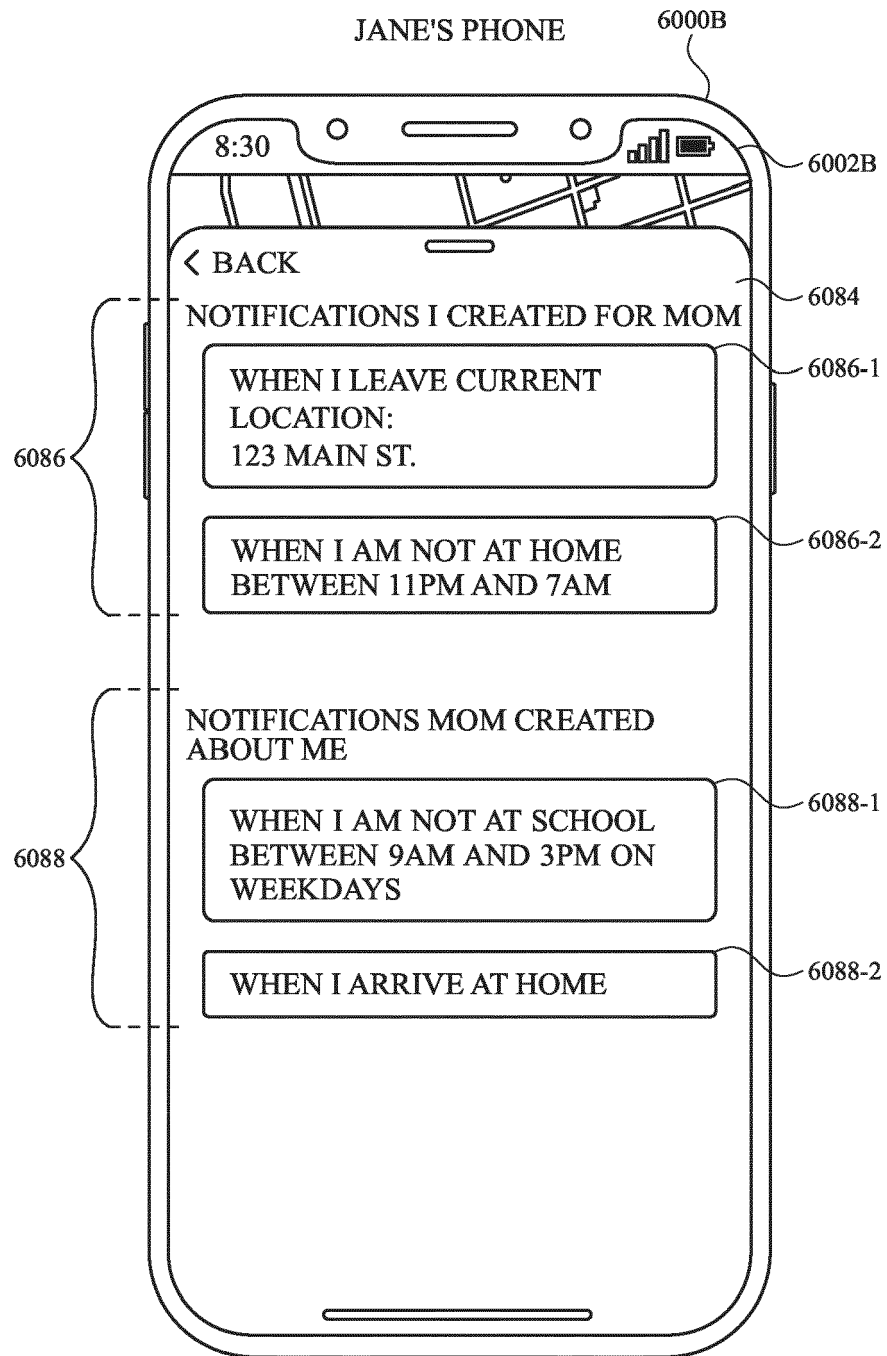 JANE'S PHONE
6000B
8:30
6002B
< BACK
6084
NOTIFICATIONS I CREATED FOR MOM
6086-1
WHEN I LEAVE CURRENT
LOCATION:
123 MAIN ST.
6086
6086-2
WHEN I AM NOT AT HOME
BETWEEN 11PM AND 7AM
NOTIFICATIONS MOM CREATED
ABOUT ME
6088-1
WHEN I AM NOT AT SCHOOL
BETWEEN 9AM AND 3PM ON
WEEKDAYS
6088
6088-2
WHEN I ARRIVE AT HOME